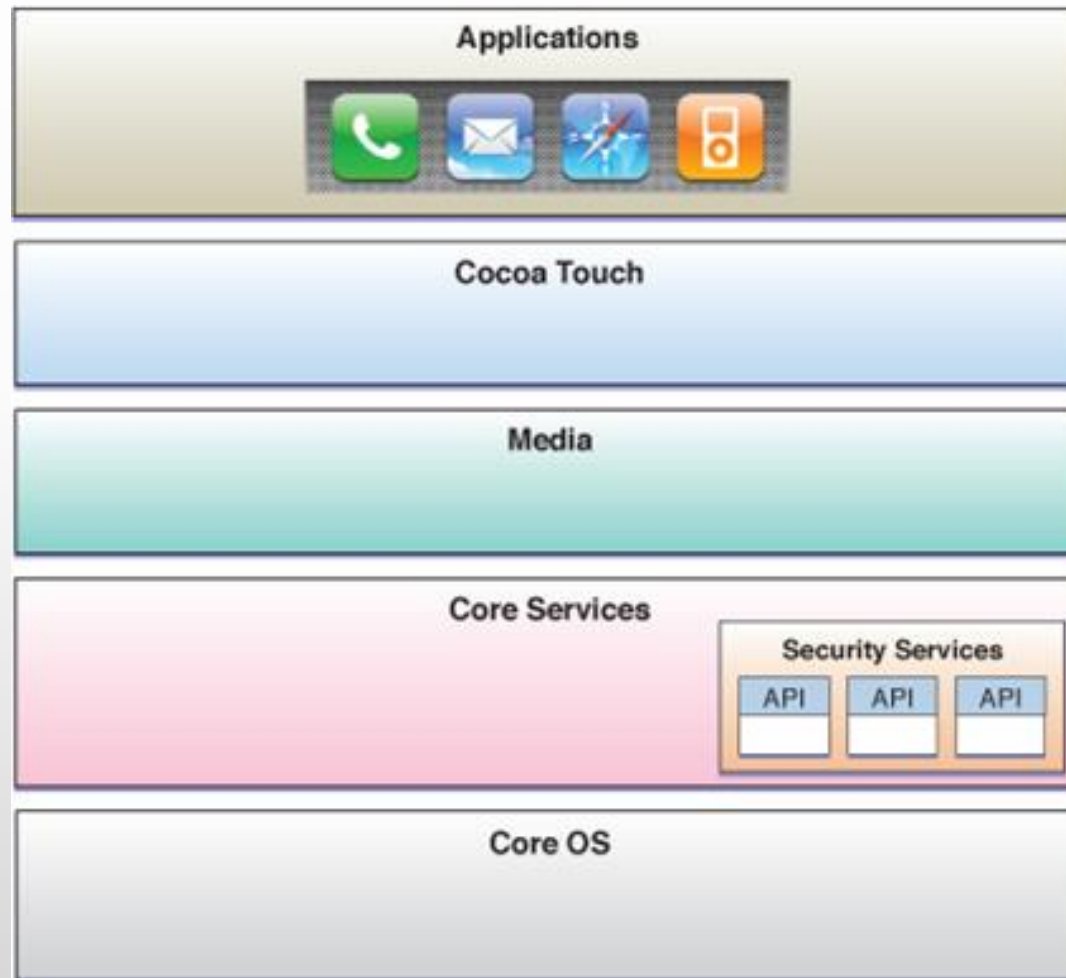 Applications
Cocoa Touch
Media
Core Services
Security Services
API API API
Core OS